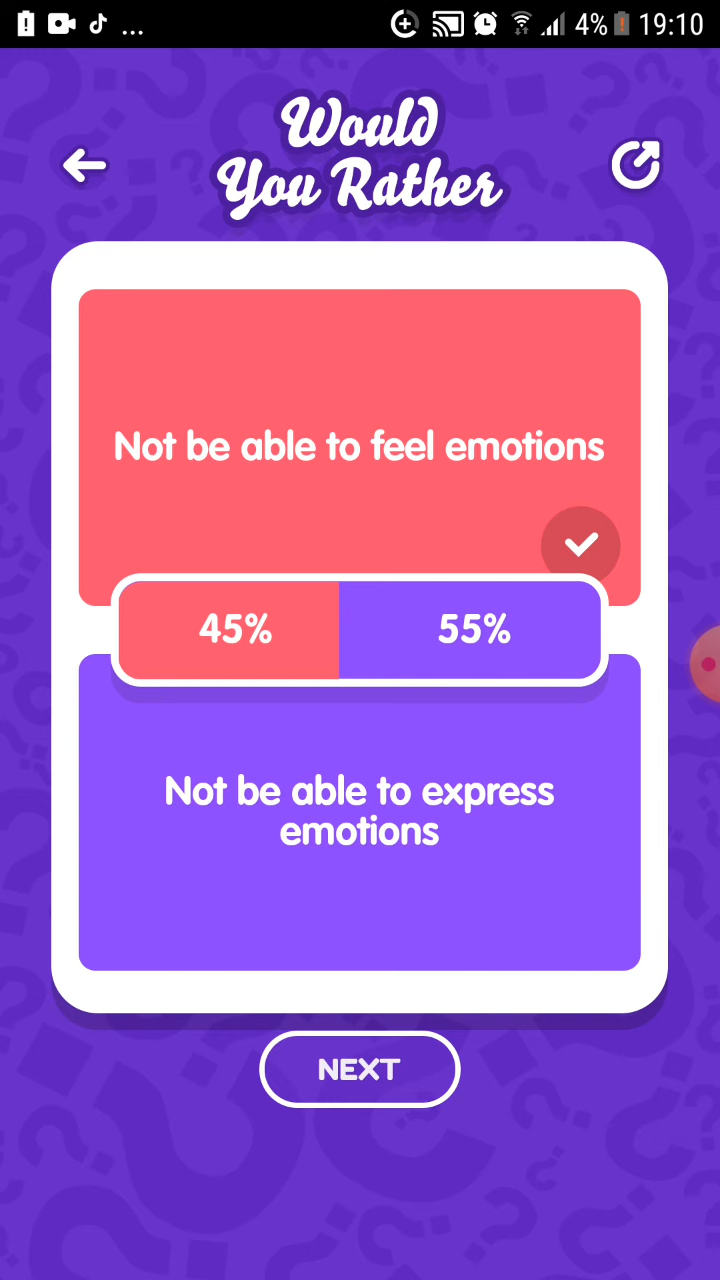 ... 4% 19:10
Would
You Rather
Not be able to feel emotions
45% 55%
Not be able to express
emotions
NEXT